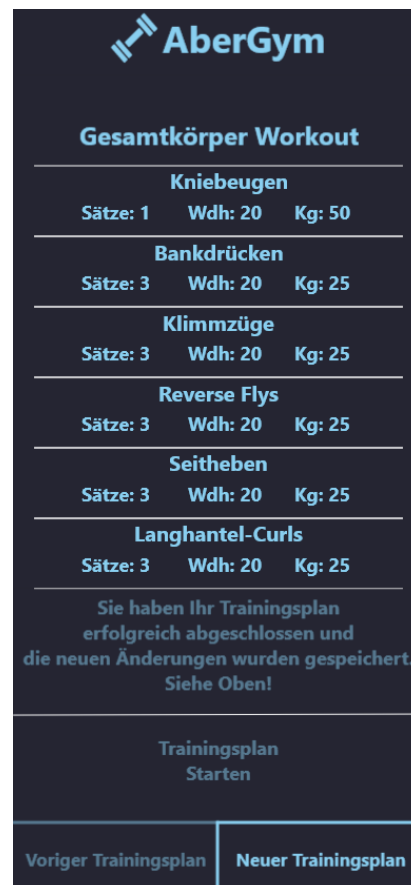 AberGym
Gesamtkörper Workout
Kniebeugen
Sätze: 1 Wdh: 20 Kg: 50
Bankdrücken
Sätze: 3 Wdh: 20 Kg: 25
Klimmzüge
Sätze: 3 Wdh: 20 Kg: 25
Reverse Flys
Sätze: 3 Wdh: 20 Kg: 25
Seitheben
Sätze: 3 Wdh: 20 Kg: 25
Langhantel-Curls
Sätze: 3 Wdh: 20 Kg: 25
Sie haben Ihr Trainingsplan
erfolgreich abgeschlossen und
die neuen Änderungen wurden gespeichert.
Siehe Oben!
Trainingsplan
Starten
Voriger Trainingsplan Neuer Trainingsplan